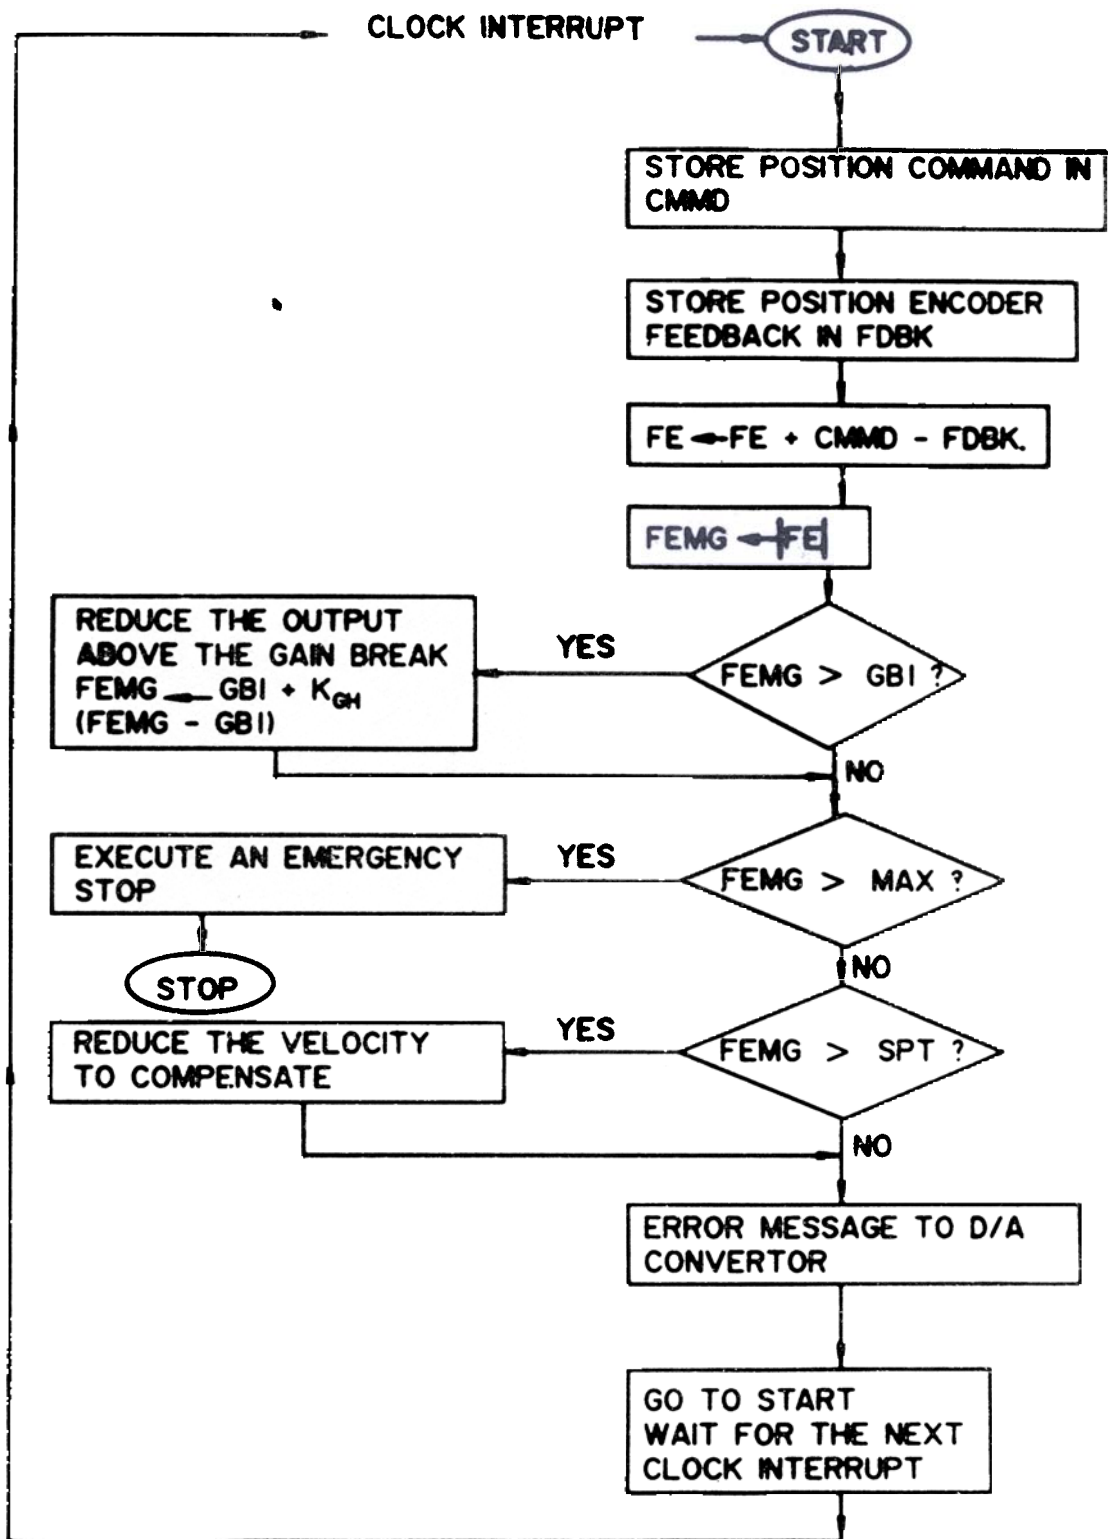 CLOCK INTERRUPT
START
STORE POSITION COMMAND IN
CMMD
STORE POSITION ENCODER
FEEDBACK IN FDBK
FE ← FE + CMMD - FDBK.
FEMG ← |FE|
FEMG > GBI ?
YES
REDUCE THE OUTPUT
ABOVE THE GAIN BREAK
FEMG ← GBI + KGH
(FEMG - GBI)
NO
FEMG > MAX ?
YES
EXECUTE AN EMERGENCY
STOP
STOP
NO
FEMG > SPT ?
YES
REDUCE THE VELOCITY
TO COMPENSATE
NO
ERROR MESSAGE TO D/A
CONVERTOR
GO TO START
WAIT FOR THE NEXT
CLOCK INTERRUPT